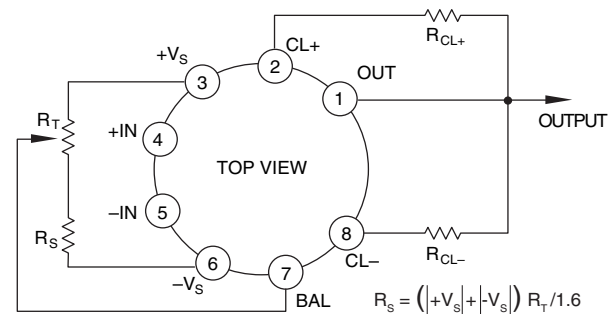 R_CL+
CL+
+V_S
2
3
OUT
1
R_T
+IN
4
OUTPUT
TOP VIEW
–IN
5
R_S
8
6
CL–
R_CL–
–V_S
7
BAL
R_S = (|+V_S| + |-V_S|) R_T /1.6